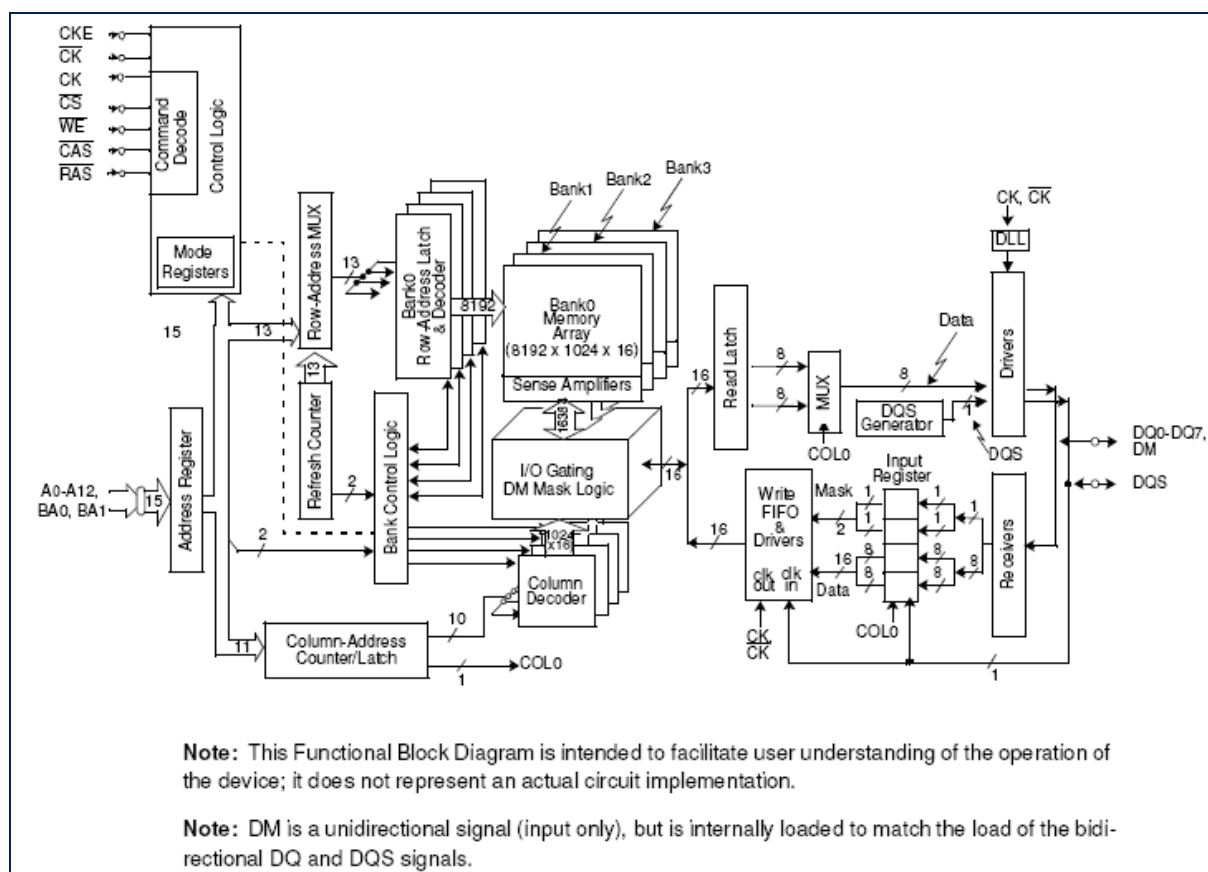 CKE
CK
CK
CS
WE
CAS
RAS
Command
Decode
Control Logic
Mode
Registers
15
13
Row-Address MUX
13
Refresh Counter
13
Bank0
Row-Address Latch
& Decoder
8192
Bank1
Bank2
Bank3
Bank0
Memory
Array
(8192 x 1024 x 16)
Sense Amplifiers
I/O Gating
DM Mask Logic
16
A0-A12,
BA0, BA1
15
Address Register
2
2
Bank Control Logic
1024
(x16)
Column
Decoder
11
Column-Address
Counter/Latch
10
1
COL0
16
Read Latch
8
8
MUX
COL0
8
Data
DQS
Generator
1
DQS
CK, CK
DLL
Drivers
DQ0-DQ7,
DM
DQS
16
Write
FIFO
&
Drivers
clk
out
clk
in
CK,
CK
Mask
2
16
Data
Input
Register
1
1
8
8
1
1
8
8
1
8
COL0
Receivers
1
Note: This Functional Block Diagram is intended to facilitate user understanding of the operation of
the device; it does not represent an actual circuit implementation.
Note: DM is a unidirectional signal (input only), but is internally loaded to match the load of the bidi-
rectional DQ and DQS signals.